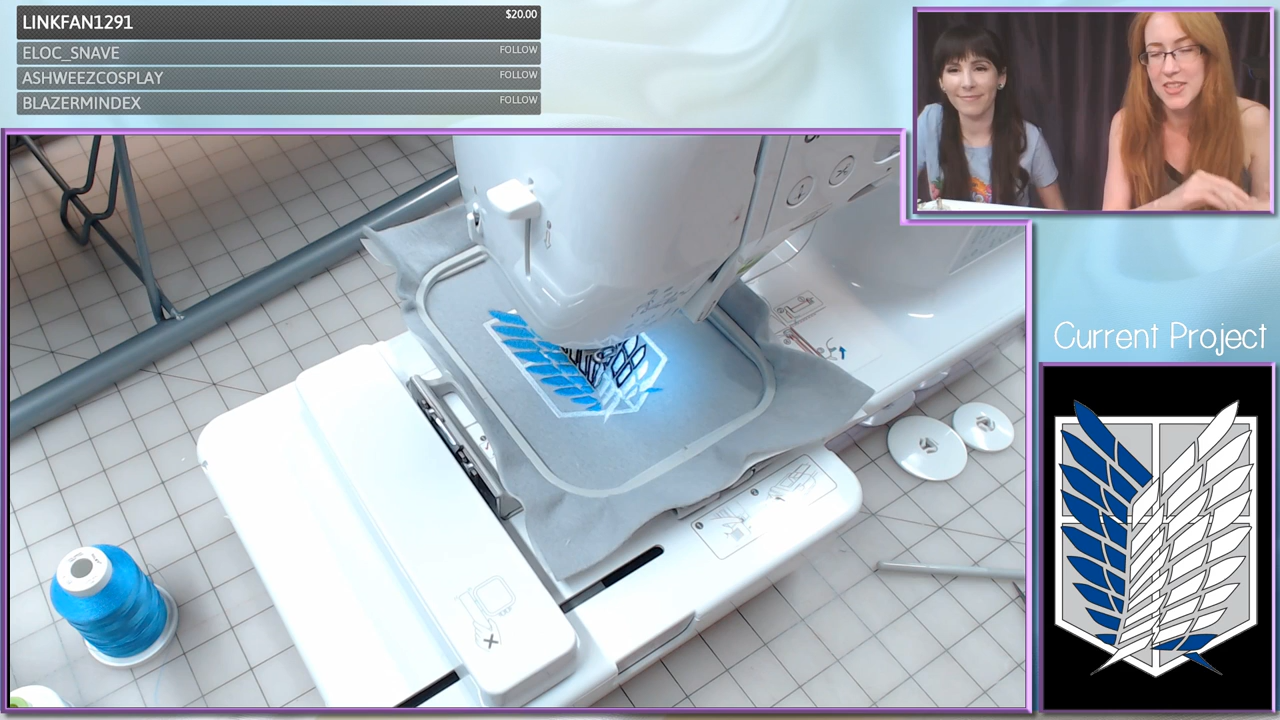 LINKFAN1291
$20.00
ELOC_SNAVE
FOLLOW
ASHWEEZCOSPLAY
FOLLOW
BLAZERMINDEX
FOLLOW
Current Project